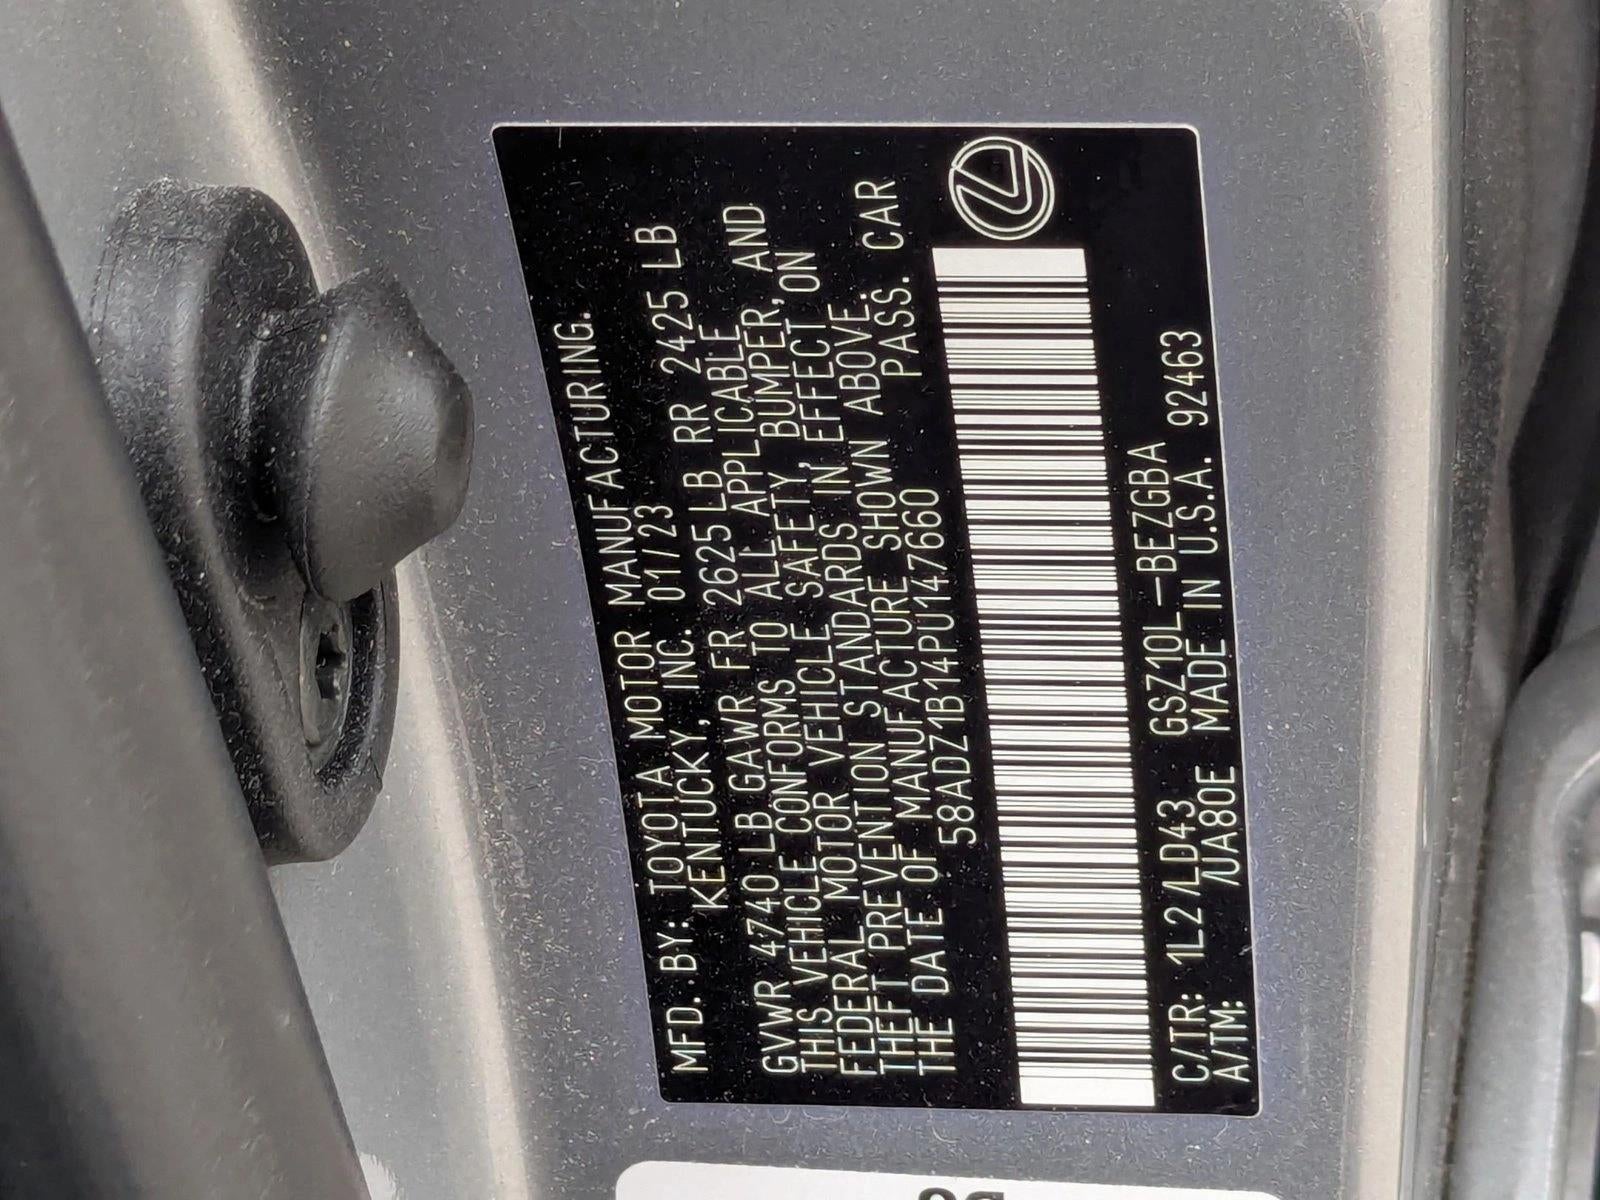 MFD. BY: TOYOTA MOTOR MANUFACTURING.
KENTUCKY, INC. 01/23
GVWR 4740 LB GAWR FR 2625 LB RR 2425 LB
THIS VEHICLE CONFORMS TO ALL APPLICABLE
FEDERAL MOTOR VEHICLE SAFETY, BUMPER, AND
THEFT PREVENTION STANDARDS IN EFFECT ON
THE DATE OF MANUFACTURE SHOWN ABOVE.
58ADZ1B14PU147660 PASS. CAR
C/TR: 1L2 /LD43 GSZ10L-BEZGBA
A/TM: /UA80E MADE IN U.S.A. 92463